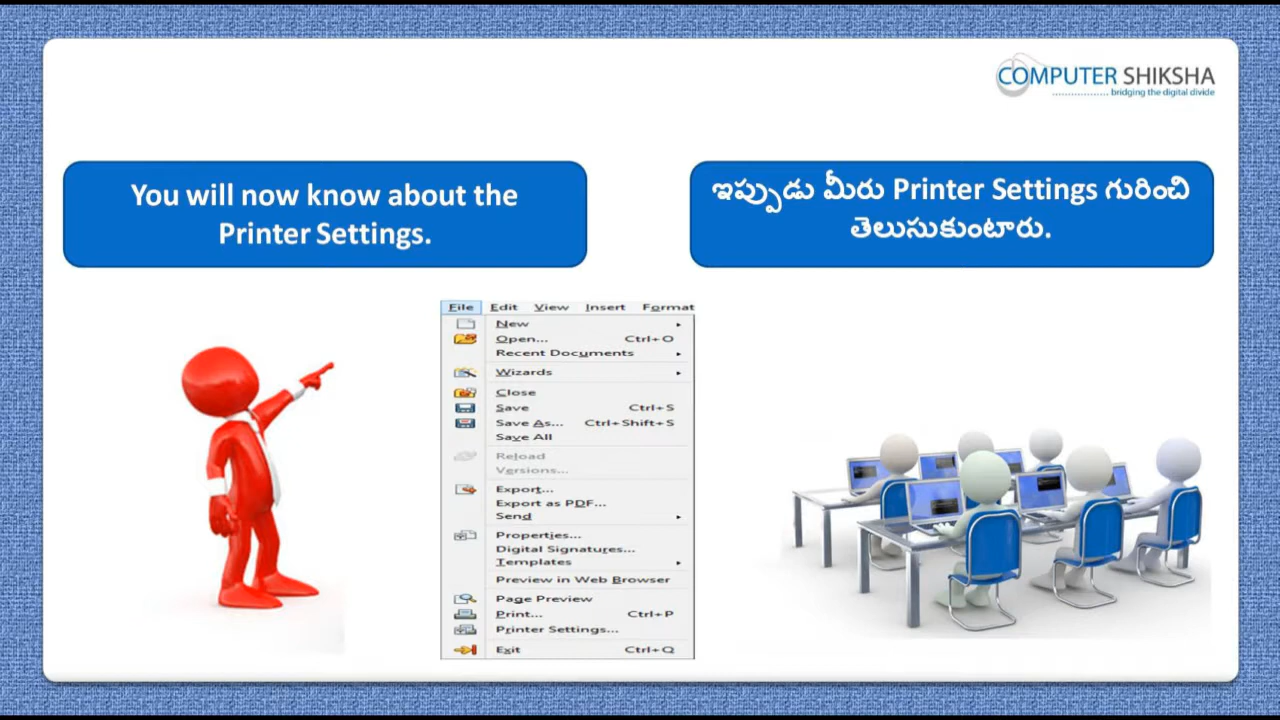 COMPUTER SHIKSHA
.................. bridging the digital divide
You will now know about the
Printer Settings.
ఇప్పుడు మీరు Printer Settings గురించి
తెలుసుకుంటారు.
File Edit View Insert Format
New
Open... Ctrl+O
Recent Documents
Wizards
Close
Save Ctrl+S
Save As... Ctrl+Shift+S
Save All
Reload
Versions...
Export...
Export as PDF...
Send
Properties...
Digital Signatures...
Templates
Preview in Web Browser
Page Preview
Print... Ctrl+P
Printer Settings...
Exit Ctrl+Q